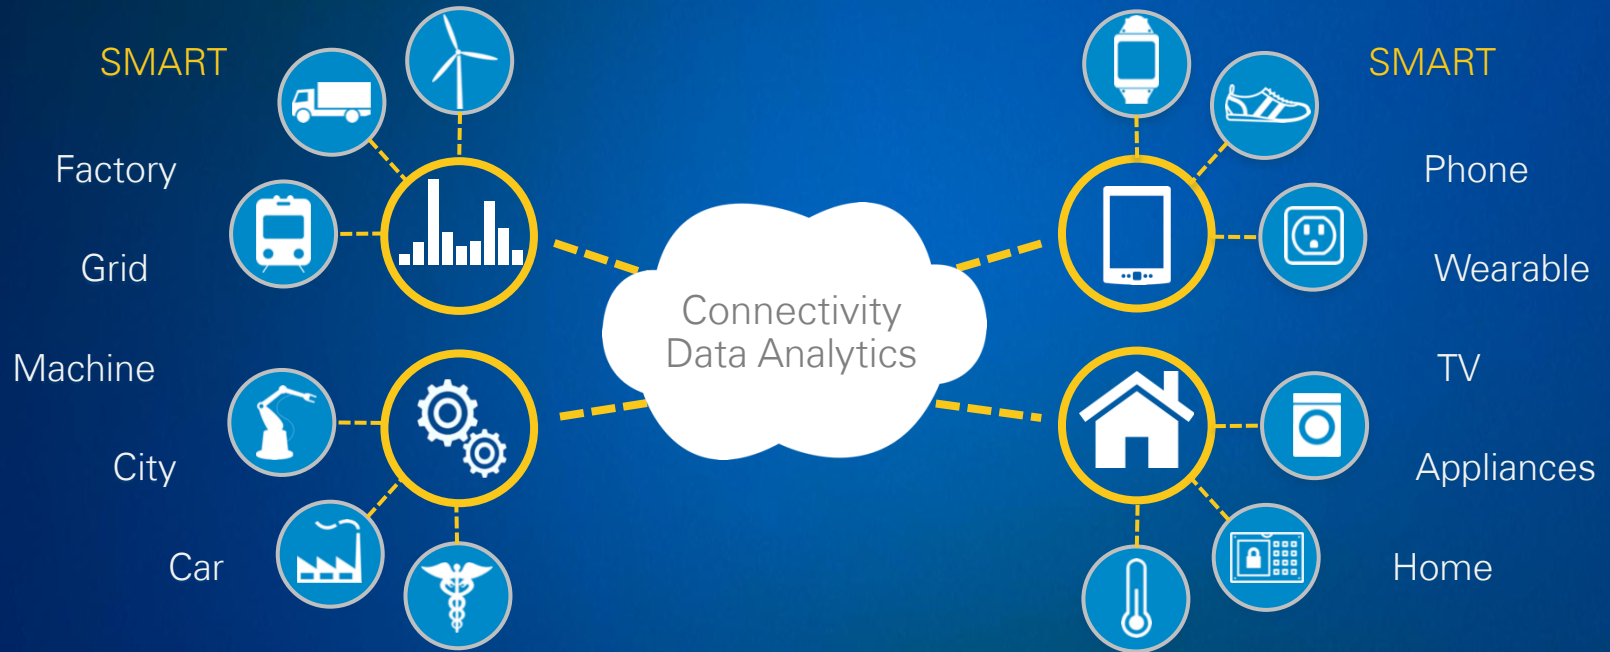 SMART
Factory
Grid
Machine
City
Car
Connectivity
Data Analytics
SMART
Phone
Wearable
TV
Appliances
Home